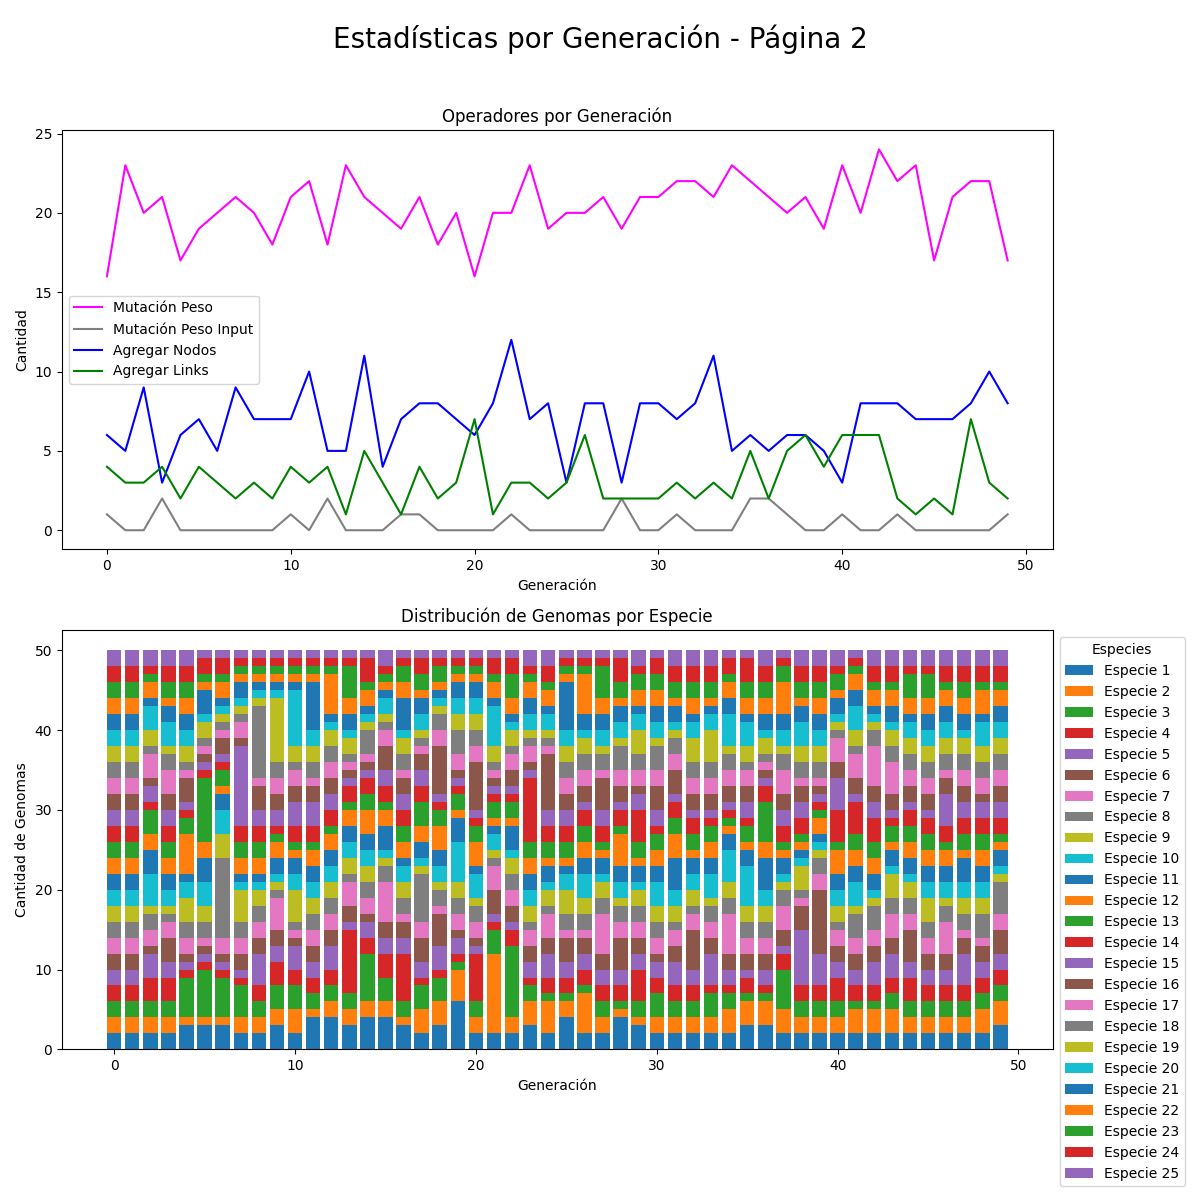 Estadísticas por Generación - Página 2
Operadores por Generación
25
20
15
10
5
0
Cantidad
Mutación Peso
Mutación Peso Input
Agregar Nodos
Agregar Links
0 10 20 30 40 50
Generación
Distribución de Genomas por Especie
50
40
30
20
10
0
Cantidad de Genomas
0 10 20 30 40 50
Generación
Especies
Especie 1
Especie 2
Especie 3
Especie 4
Especie 5
Especie 6
Especie 7
Especie 8
Especie 9
Especie 10
Especie 11
Especie 12
Especie 13
Especie 14
Especie 15
Especie 16
Especie 17
Especie 18
Especie 19
Especie 20
Especie 21
Especie 22
Especie 23
Especie 24
Especie 25